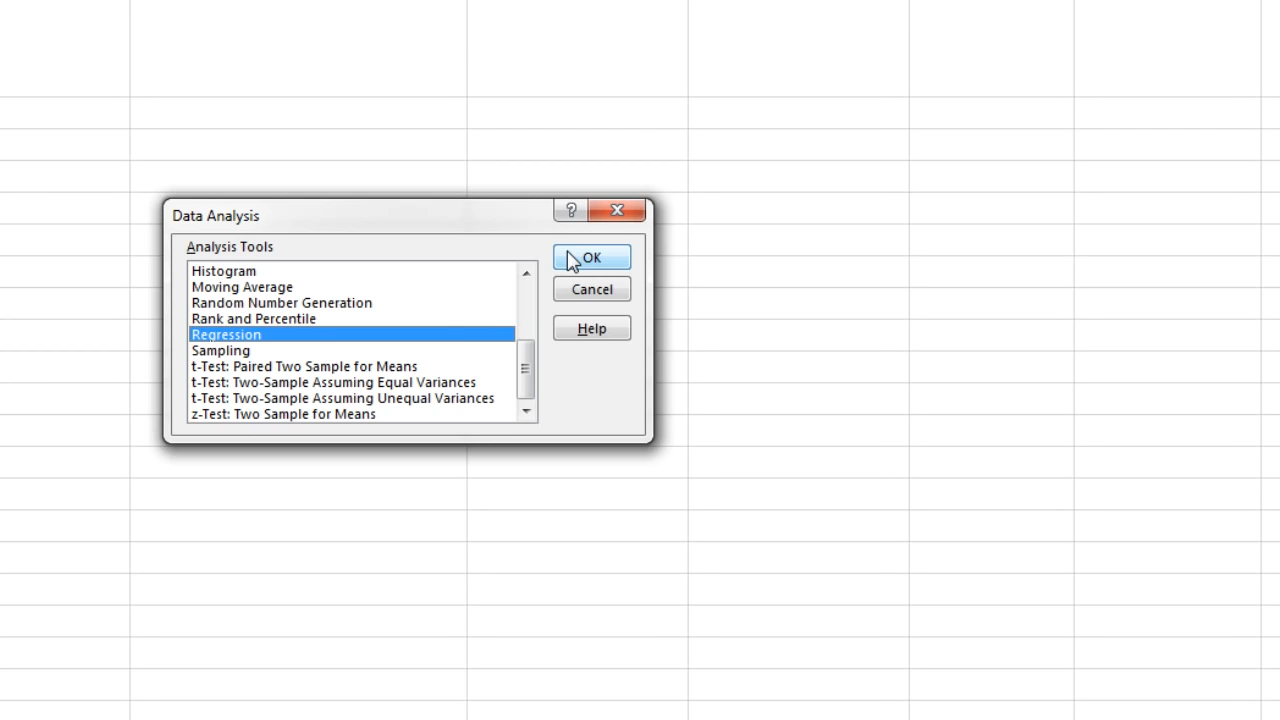 Data Analysis
?
Analysis Tools
Histogram
Moving Average
Random Number Generation
Rank and Percentile
Regression
Sampling
t-Test: Paired Two Sample for Means
t-Test: Two-Sample Assuming Equal Variances
t-Test: Two-Sample Assuming Unequal Variances
z-Test: Two Sample for Means
OK
Cancel
Help